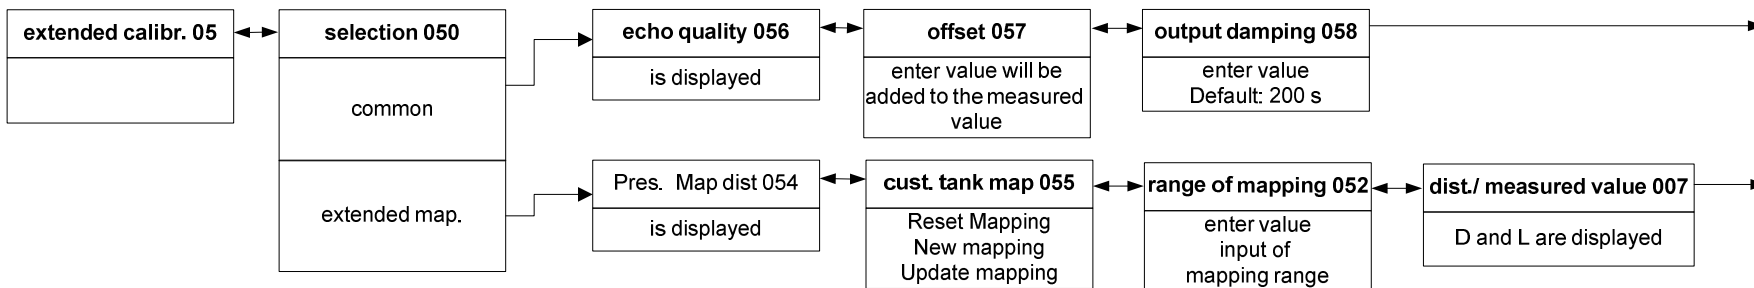 extended calibr. 05
selection 050
common
extended map.
echo quality 056
is displayed
offset 057
enter value will be
added to the measured
value
output damping 058
enter value
Default: 200 s
Pres. Map dist 054
is displayed
cust. tank map 055
Reset Mapping
New mapping
Update mapping
range of mapping 052
enter value
input of
mapping range
dist./ measured value 007
D and L are displayed